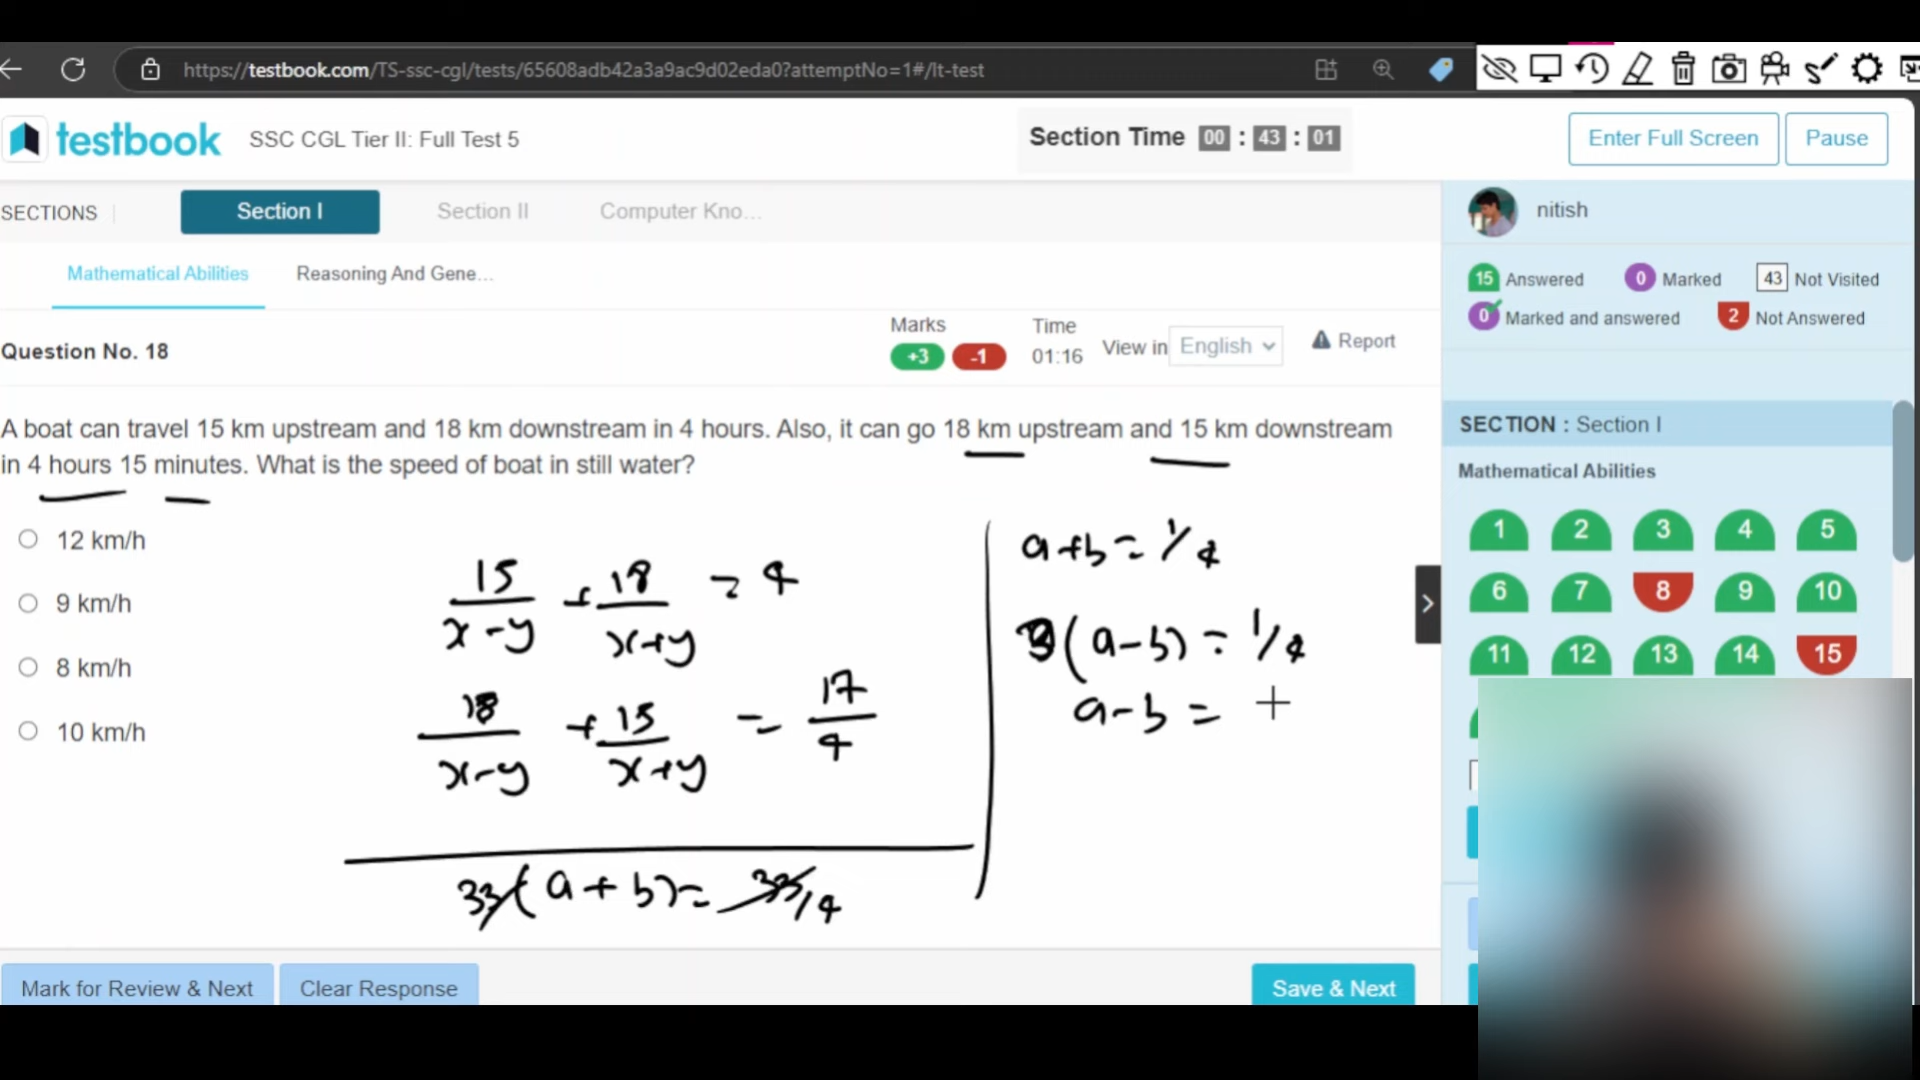 https://testbook.com/TS-ssc-cgl/tests/65608adb42a3a9ac9d02eda0?attemptNo=1#/lt-test
testbook
SSC CGL Tier II: Full Test 5
Section Time 00 : 43 : 01
Enter Full Screen
Pause
SECTIONS
Section I
Section II
Computer Kno...
nitish
Mathematical Abilities
Reasoning And Gene...
15 Answered
0 Marked
43 Not Visited
0 Marked and answered
2 Not Answered
Question No. 18
Marks
+3 -1
Time
01:16
View in English
Report
A boat can travel 15 km upstream and 18 km downstream in 4 hours. Also, it can go 18 km upstream and 15 km downstream
in 4 hours 15 minutes. What is the speed of boat in still water?
12 km/h
9 km/h
8 km/h
10 km/h
15/(x-y) + 18/(x+y) = 4
18/(x-y) + 15/(x+y) = 17/4
33(a+b) = 33/4
a+b = 1/4
3(a-b) = 1/4
a-b =
SECTION : Section I
Mathematical Abilities
1 2 3 4 5
6 7 8 9 10
11 12 13 14 15
Mark for Review & Next
Clear Response
Save & Next